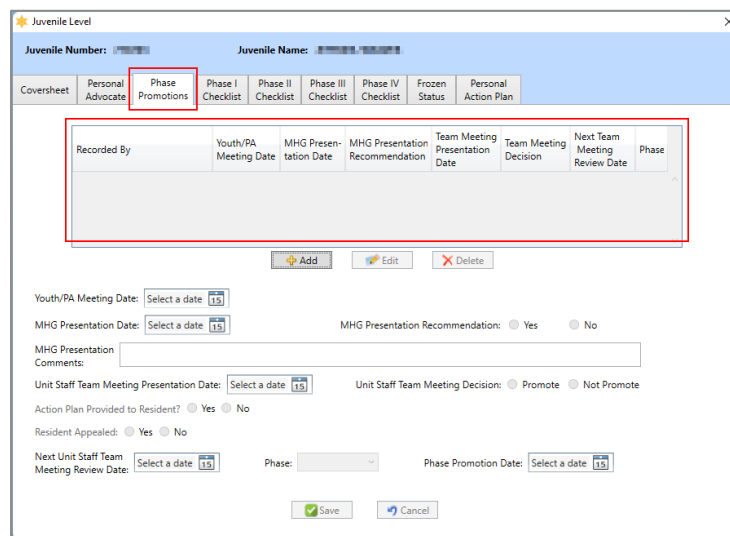 Juvenile Level
Juvenile Number: Juvenile Name:
Coversheet Personal Advocate Phase Promotions Phase I Checklist Phase II Checklist Phase III Checklist Phase IV Checklist Frozen Status Personal Action Plan
Recorded By Youth/PA Meeting Date MHG Presen-tation Date MHG Presentation Recommendation Team Meeting Presentation Date Team Meeting Decision Next Team Meeting Review Date Phase
Add Edit Delete
Youth/PA Meeting Date: Select a date 15
MHG Presentation Date: Select a date 15 MHG Presentation Recommendation: Yes No
MHG Presentation
Comments:
Unit Staff Team Meeting Presentation Date: Select a date 15 Unit Staff Team Meeting Decision: Promote Not Promote
Action Plan Provided to Resident? Yes No
Resident Appealed: Yes No
Next Unit Staff Team
Meeting Review Date: Select a date 15 Phase: Phase Promotion Date: Select a date 15
Save Cancel